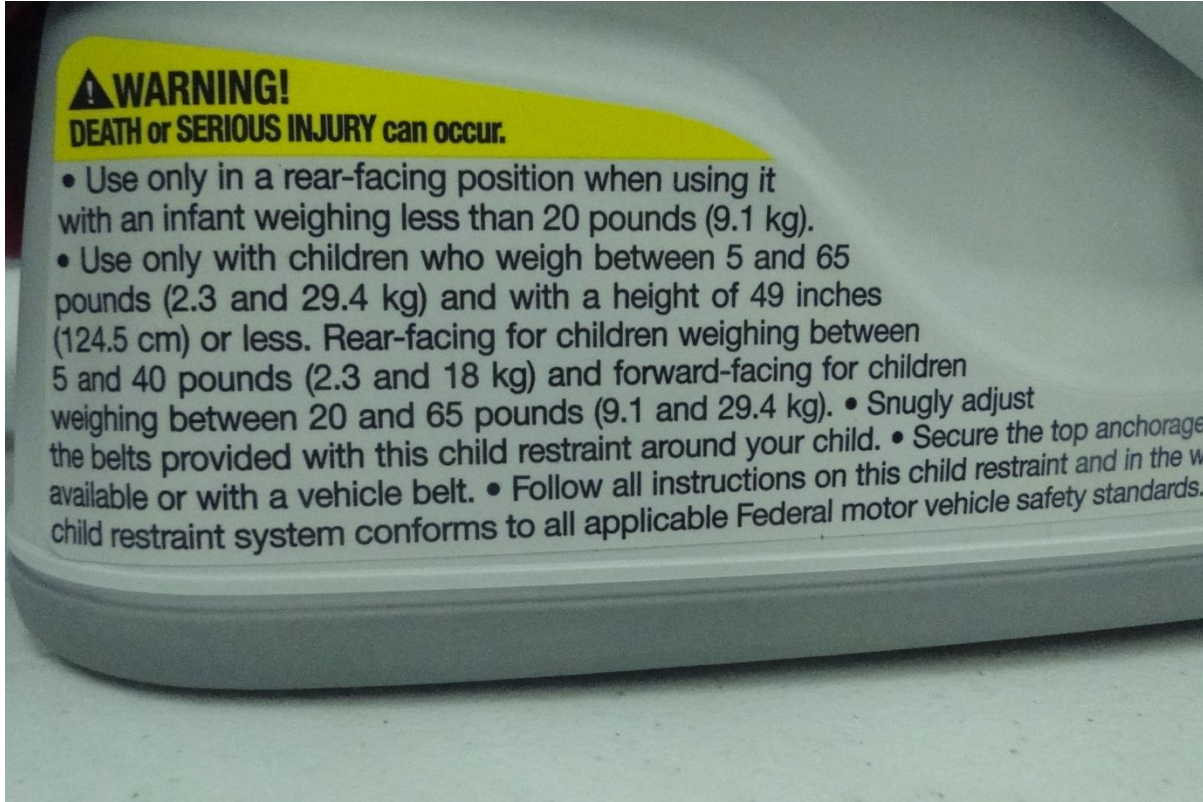 WARNING!
DEATH or SERIOUS INJURY can occur.
• Use only in a rear-facing position when using it
with an infant weighing less than 20 pounds (9.1 kg).
• Use only with children who weigh between 5 and 65
pounds (2.3 and 29.4 kg) and with a height of 49 inches
(124.5 cm) or less. Rear-facing for children weighing between
5 and 40 pounds (2.3 and 18 kg) and forward-facing for children
weighing between 20 and 65 pounds (9.1 and 29.4 kg). • Snugly adjust
the belts provided with this child restraint around your child. • Secure the top anchorage
available or with a vehicle belt. • Follow all instructions on this child restraint and in the
child restraint system conforms to all applicable Federal motor vehicle safety standards.